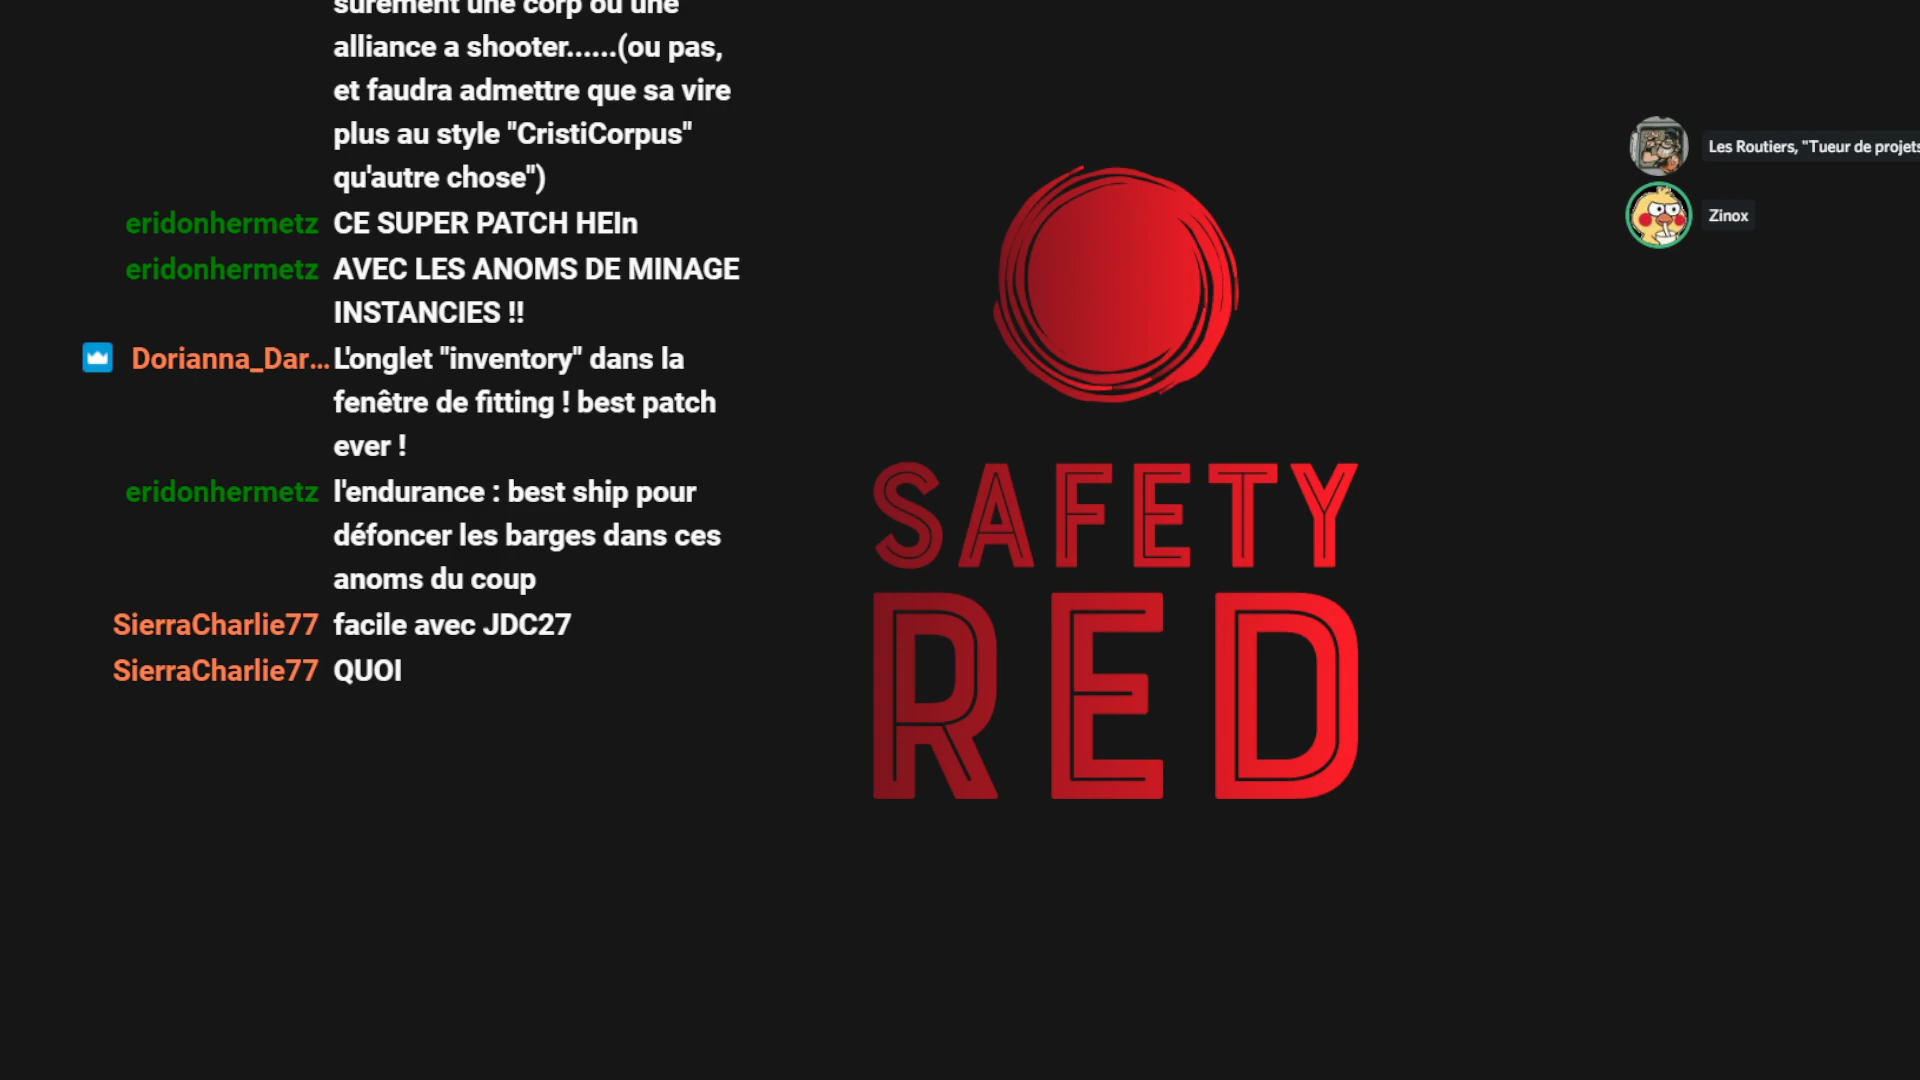 surement une corp ou une
alliance a shooter......(ou pas,
et faudra admettre que sa vire
plus au style "CristiCorpus"
qu'autre chose")
eridonhermetz CE SUPER PATCH HEIn
eridonhermetz AVEC LES ANOMS DE MINAGE
INSTANCIES !!
Dorianna_Dar... L'onglet "inventory" dans la
fenêtre de fitting ! best patch
ever !
eridonhermetz l'endurance : best ship pour
défoncer les barges dans ces
anoms du coup
SierraCharlie77 facile avec JDC27
SierraCharlie77 QUOI
SAFETY
RED
Les Routiers, "Tueur de projets
Zinox